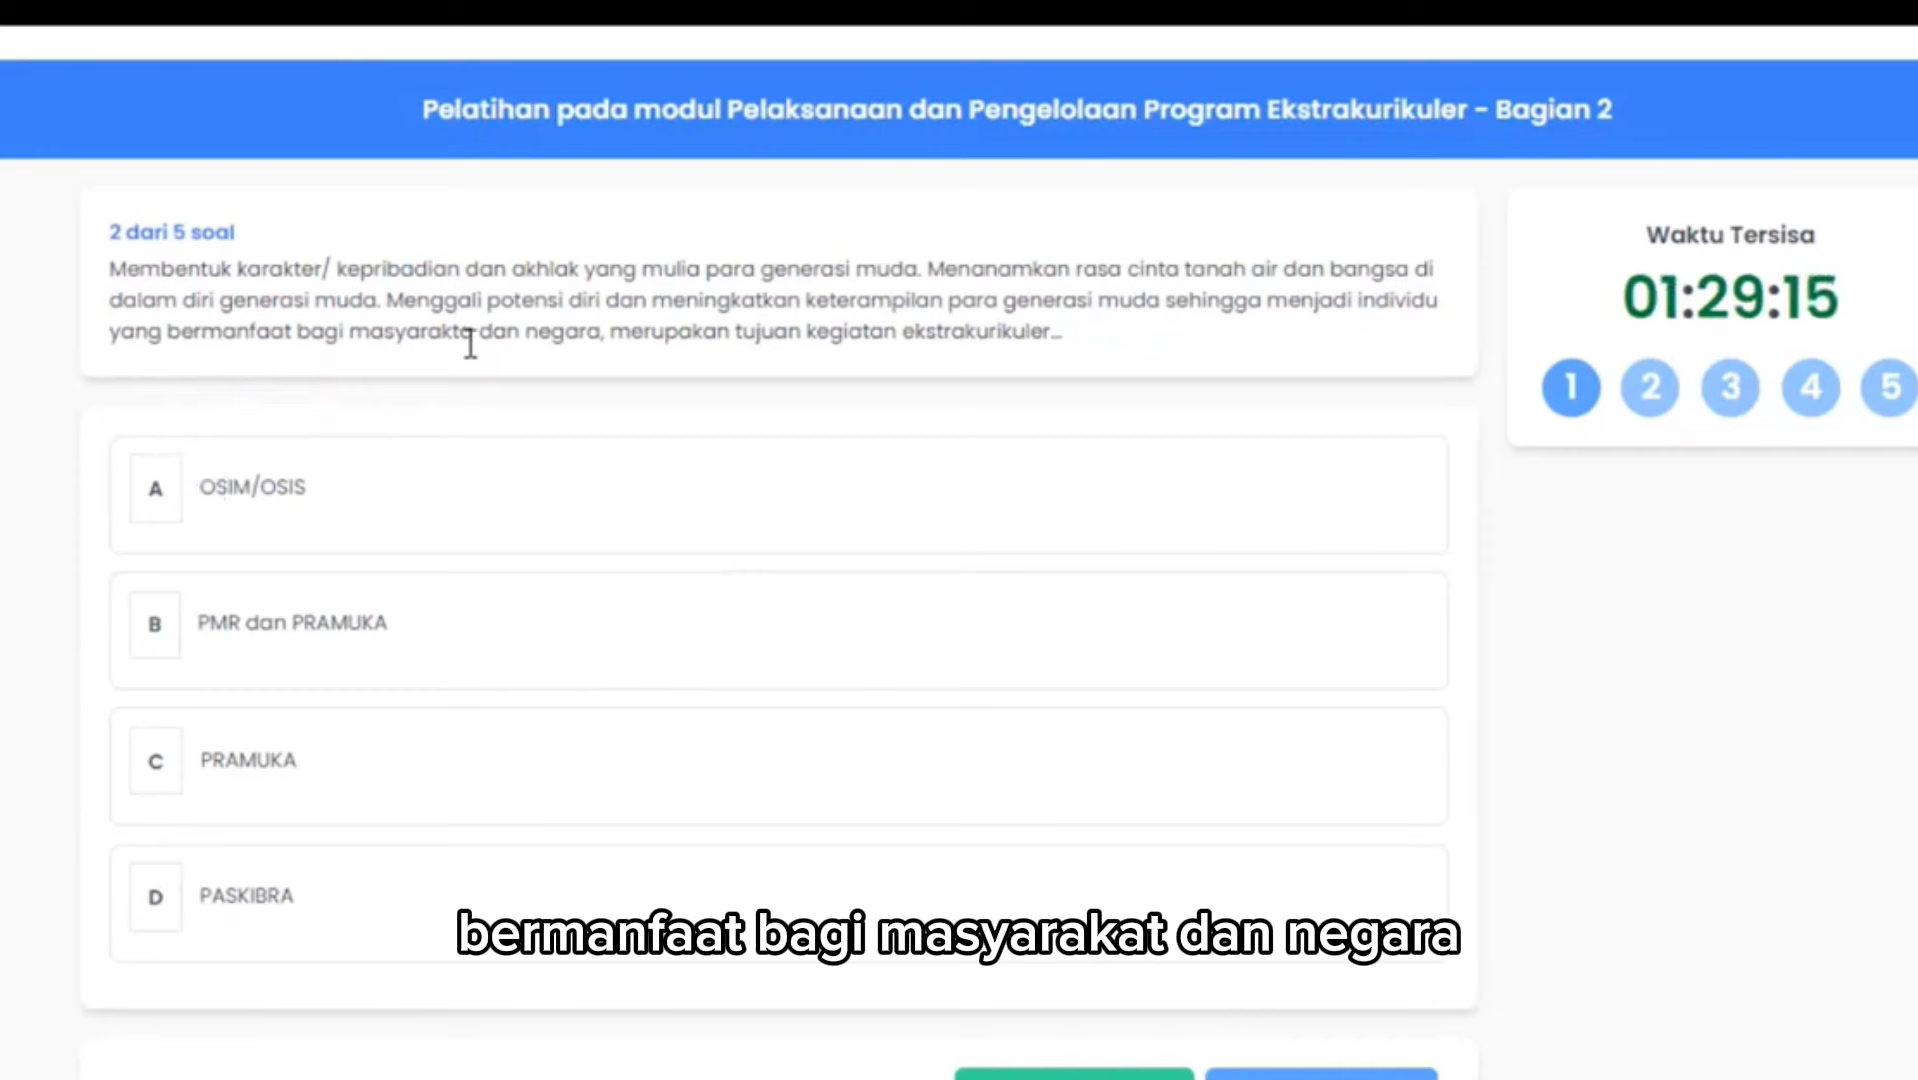 Pelatihan pada modul Pelaksanaan dan Pengelolaan Program Ekstrakurikuler - Bagian 2
2 dari 5 soal
Membentuk karakter/ kepribadian dan akhlak yang mulia para generasi muda. Menanamkan rasa cinta tanah air dan bangsa di
dalam diri generasi muda. Menggali potensi diri dan meningkatkan keterampilan para generasi muda sehingga menjadi individu
yang bermanfaat bagi masyarakta dan negara, merupakan tujuan kegiatan ekstrakurikuler...
Waktu Tersisa
01:29:15
1 2 3 4 5
A OSIM/OSIS
B PMR dan PRAMUKA
C PRAMUKA
D PASKIBRA
bermanfaat bagi masyarakat dan negara